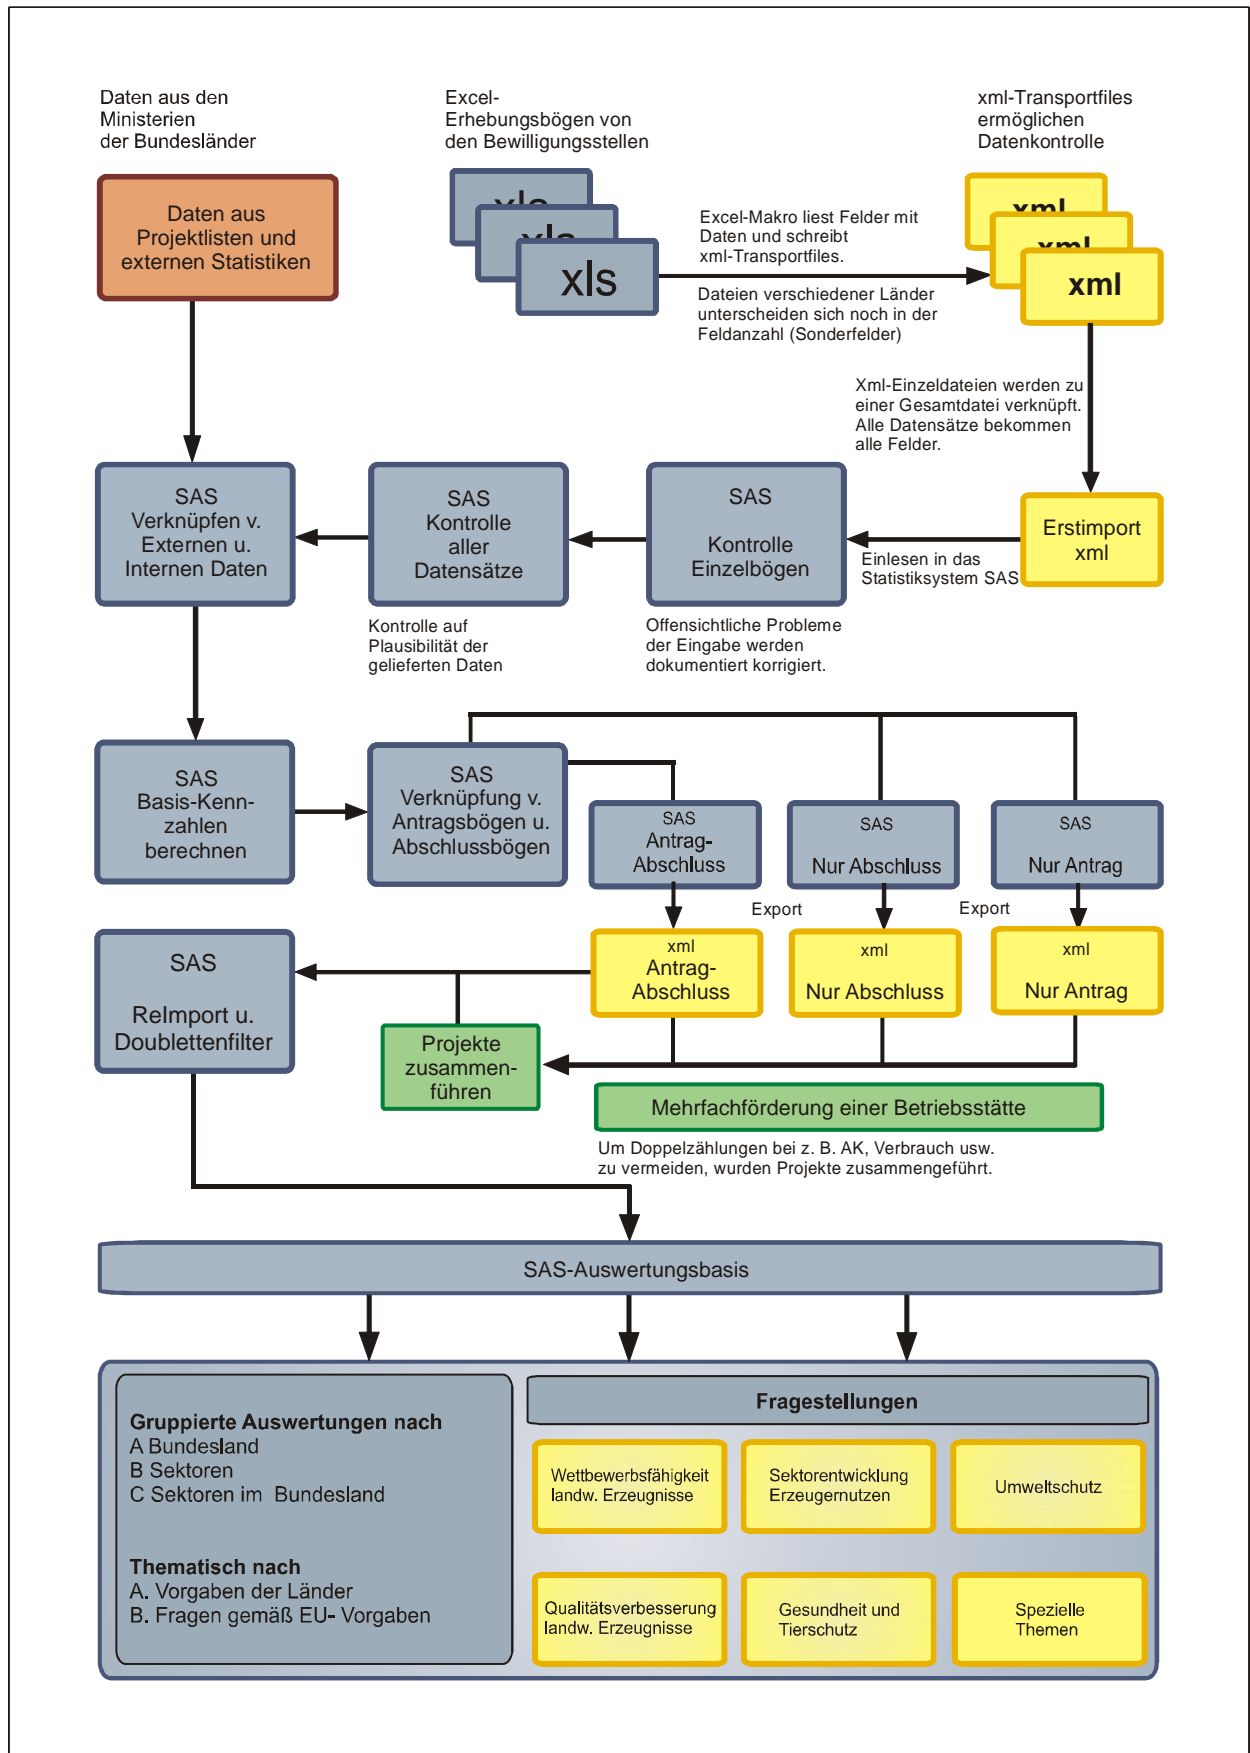 Daten aus den
Ministerien
der Bundesländer
Excel-
Erhebungsbögen von
den Bewilligungsstellen
xml-Transportfiles
ermöglichen
Datenkontrolle
Daten aus
Projektlisten und
externen Statistiken
xls
xls
xls
Excel-Makro liest Felder mit
Daten und schreibt
xml-Transportfiles.
Dateien verschiedener Länder
unterscheiden sich noch in der
Feldanzahl (Sonderfelder)
xml
xml
xml
Xml-Einzeldateien werden zu
einer Gesamtdatei verknüpft.
Alle Datensätze bekommen
alle Felder.
SAS
Verknüpfen v.
Externen u.
Internen Daten
SAS
Kontrolle
aller
Datensätze
SAS
Kontrolle
Einzelbögen
Erstimport
xml
Einlesen in das
Statistiksystem SAS
Kontrolle auf
Plausibilität der
gelieferten Daten
Offensichtliche Probleme
der Eingabe werden
dokumentiert korrigiert.
SAS
Basis-Kenn-
zahlen
berechnen
SAS
Verknüpfung v.
Antragsbögen u.
Abschlussbögen
SAS
Antrag-
Abschluss
SAS
Nur Abschluss
SAS
Nur Antrag
Export
Export
xml
Antrag-
Abschluss
xml
Nur Abschluss
xml
Nur Antrag
SAS
ReImport u.
Doublettenfilter
Projekte
zusammen-
führen
Mehrfachförderung einer Betriebsstätte
Um Doppelzählungen bei z. B. AK, Verbrauch usw.
zu vermeiden, wurden Projekte zusammengeführt.
SAS-Auswertungsbasis
Gruppierte Auswertungen nach
A Bundesland
B Sektoren
C Sektoren im Bundesland
Thematisch nach
A. Vorgaben der Länder
B. Fragen gemäß EU- Vorgaben
Fragestellungen
Wettbewerbsfähigkeit
landw. Erzeugnisse
Sektorentwicklung
Erzeugernutzen
Umweltschutz
Qualitätsverbesserung
landw. Erzeugnisse
Gesundheit und
Tierschutz
Spezielle
Themen